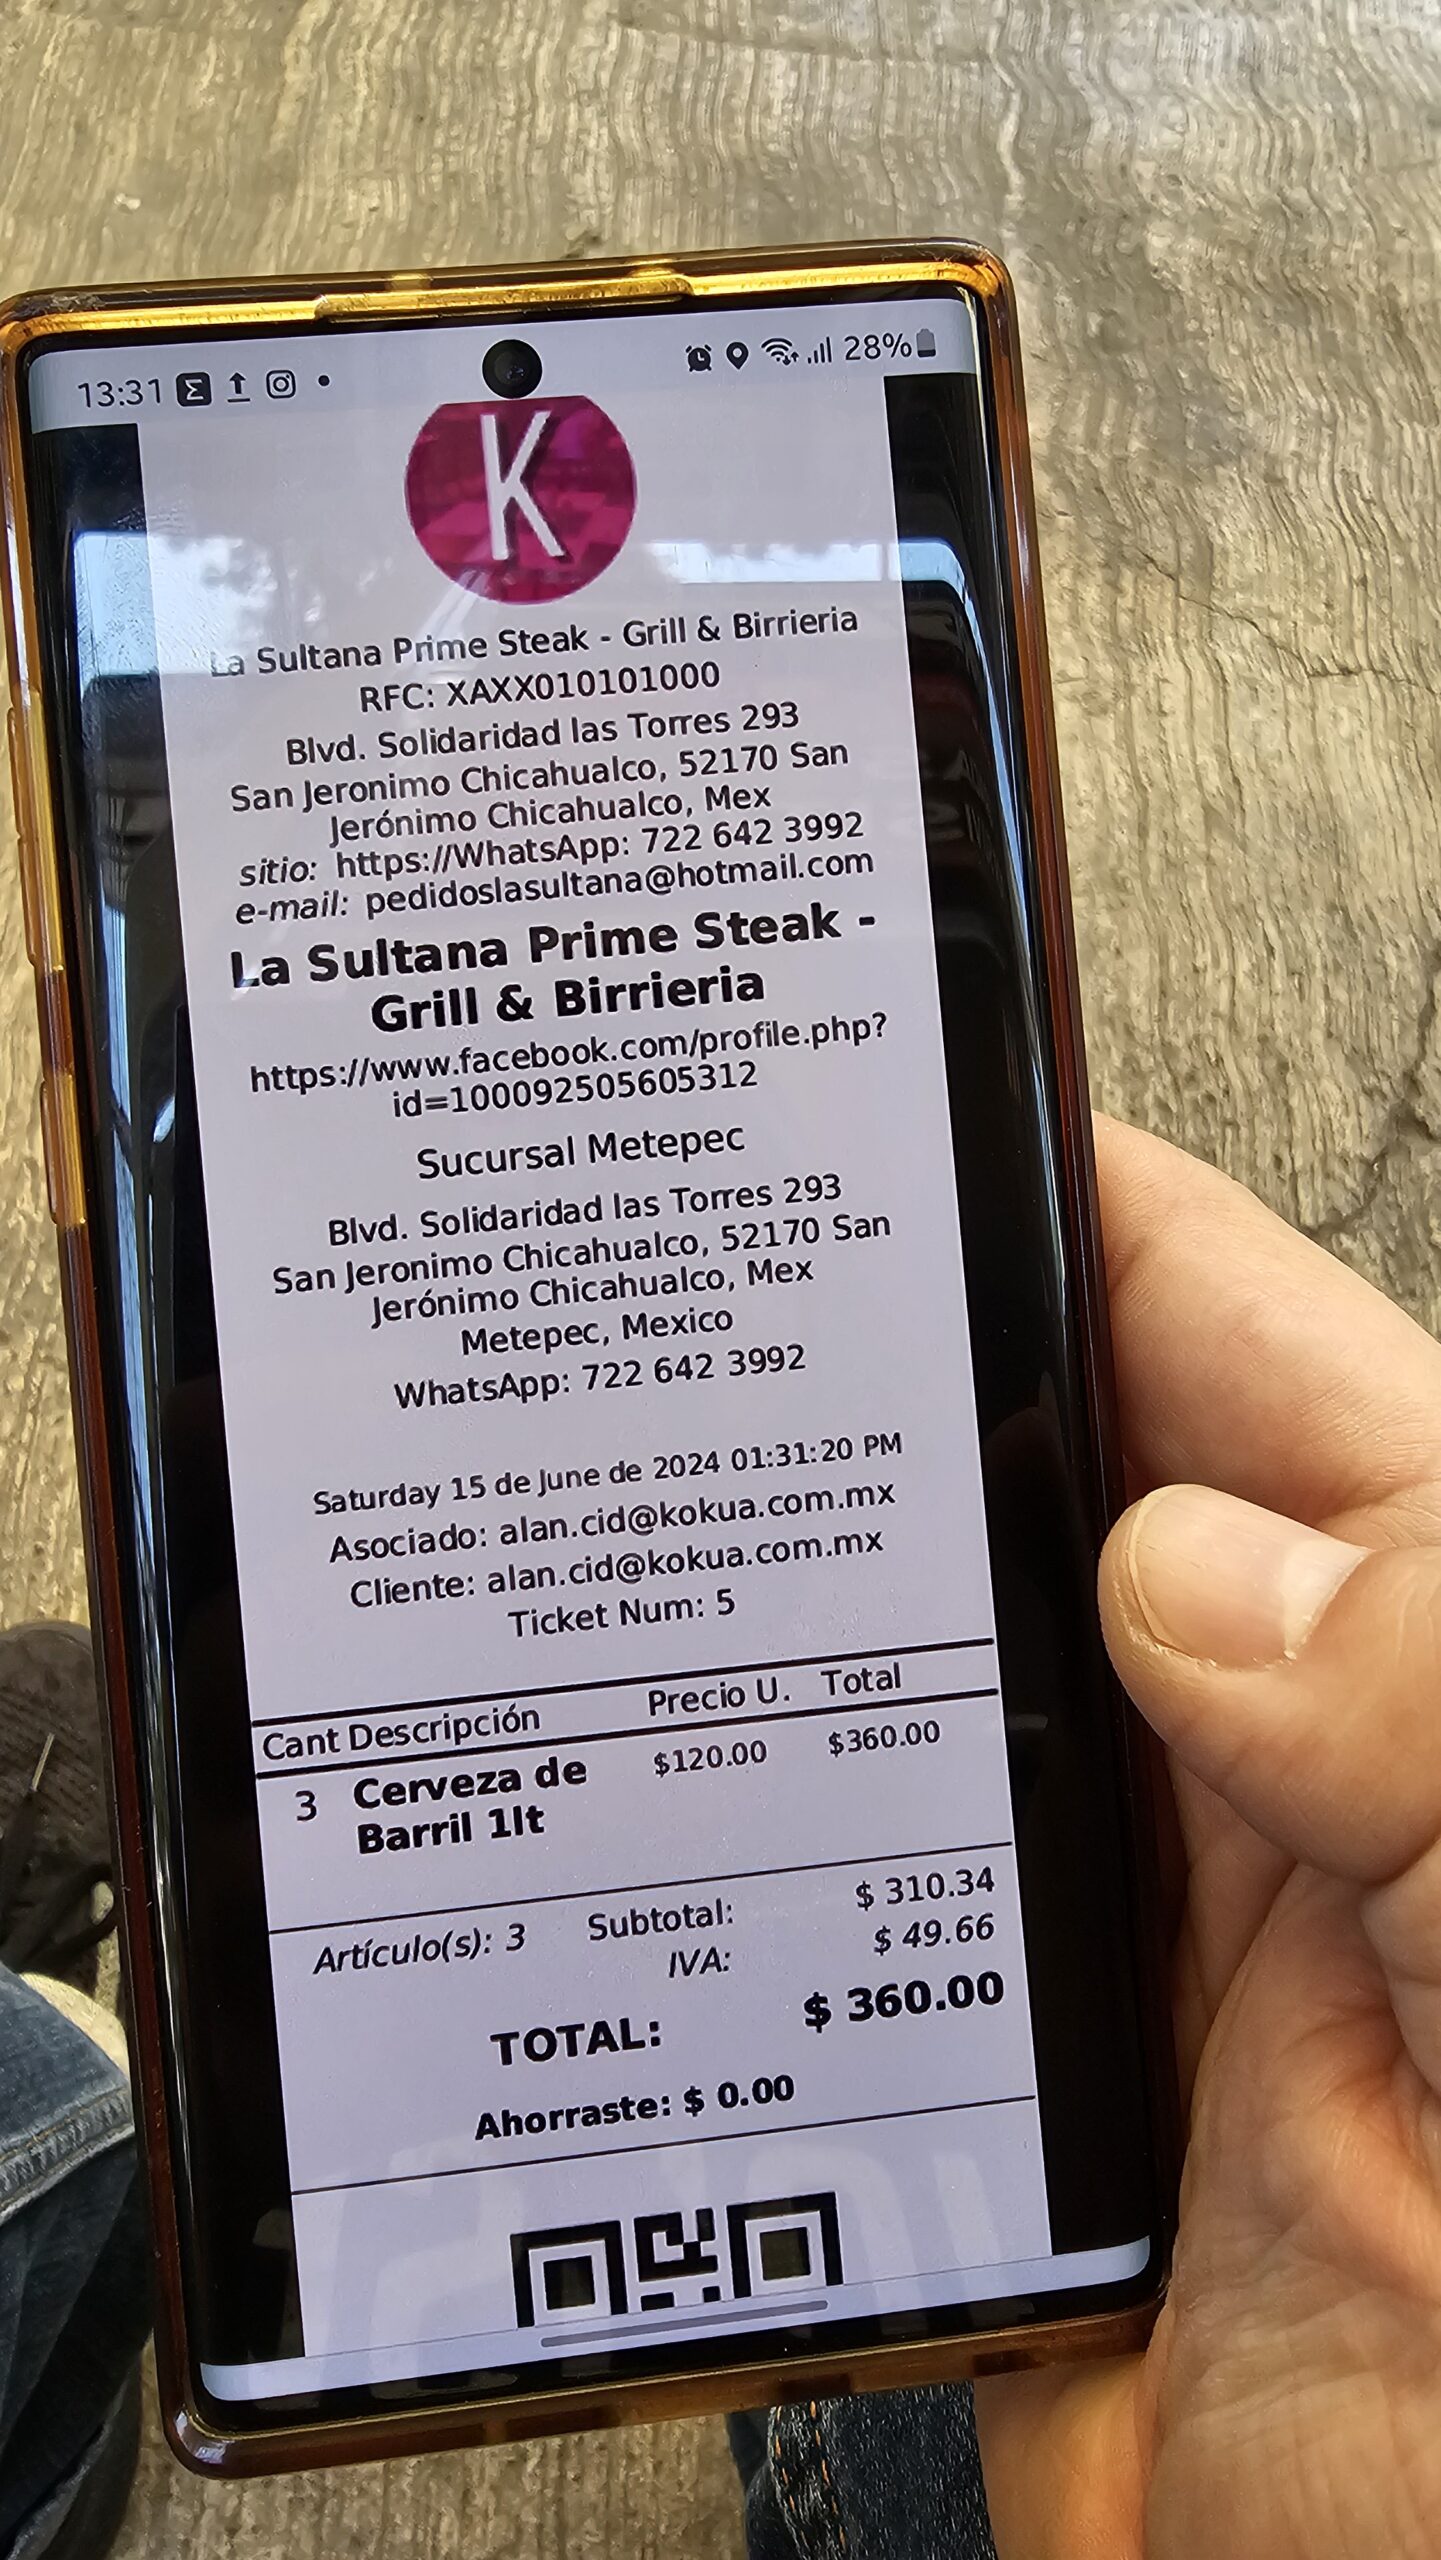 13:31 28%
K
La Sultana Prime Steak - Grill & Birrieria
RFC: XAXX010101000
Blvd. Solidaridad las Torres 293
San Jeronimo Chicahualco, 52170 San
Jerónimo Chicahualco, Mex
sitio: https://WhatsApp: 722 642 3992
e-mail: pedidoslasultana@hotmail.com
La Sultana Prime Steak -
Grill & Birrieria
https://www.facebook.com/profile.php?
id=100092505605312
Sucursal Metepec
Blvd. Solidaridad las Torres 293
San Jeronimo Chicahualco, 52170 San
Jerónimo Chicahualco, Mex
Metepec, Mexico
WhatsApp: 722 642 3992
Saturday 15 de June de 2024 01:31:20 PM
Asociado: alan.cid@kokua.com.mx
Cliente: alan.cid@kokua.com.mx
Ticket Num: 5
Cant Descripción Precio U. Total
3 Cerveza de $120.00 $360.00
Barril 1lt
Artículo(s): 3 Subtotal: $ 310.34
IVA: $ 49.66
TOTAL: $ 360.00
Ahorraste: $ 0.00